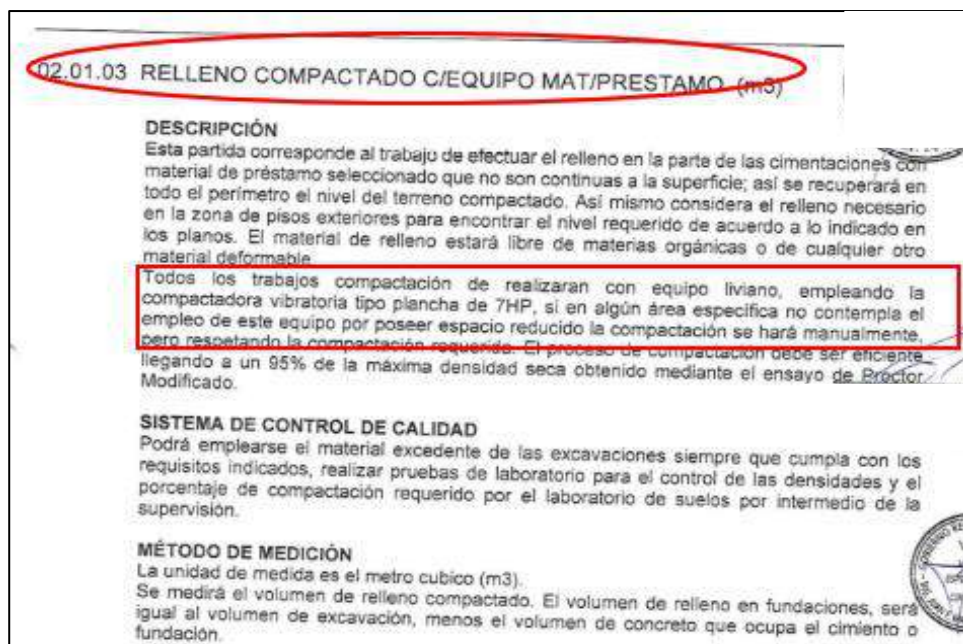 02.01.03 RELLENO COMPACTADO C/EQUIPO MAT/PRESTAMO (m3)
DESCRIPCIÓN
Esta partida corresponde al trabajo de efectuar el relleno en la parte de las cimentaciones con
material de préstamo seleccionado que no son continuas a la superficie; así se recuperará en
todo el perímetro el nivel del terreno compactado. Así mismo considera el relleno necesario
en la zona de pisos exteriores para encontrar el nivel requerido de acuerdo a lo indicado en
los planos. El material de relleno estará libre de materias orgánicas o de cualquier otro
material deformable
Todos los trabajos compactación de realizaran con equipo liviano, empleando la
compactadora vibratoria tipo plancha de 7HP, si en algún área especifica no contempla el
empleo de este equipo por poseer espacio reducido la compactación se hará manualmente,
pero respetando la compactación requerida. El proceso de compactación debe ser eficiente
llegando a un 95% de la máxima densidad seca obtenido mediante el ensayo de Proctor
Modificado.
SISTEMA DE CONTROL DE CALIDAD
Podrá emplearse el material excedente de las excavaciones siempre que cumpla con los
requisitos indicados, realizar pruebas de laboratorio para el control de las densidades y el
porcentaje de compactación requerido por el laboratorio de suelos por intermedio de la
supervisión.
MÉTODO DE MEDICIÓN
La unidad de medida es el metro cubico (m3).
Se medirá el volumen de relleno compactado. El volumen de relleno en fundaciones, será
igual al volumen de excavación, menos el volumen de concreto que ocupa el cimiento o
fundación.